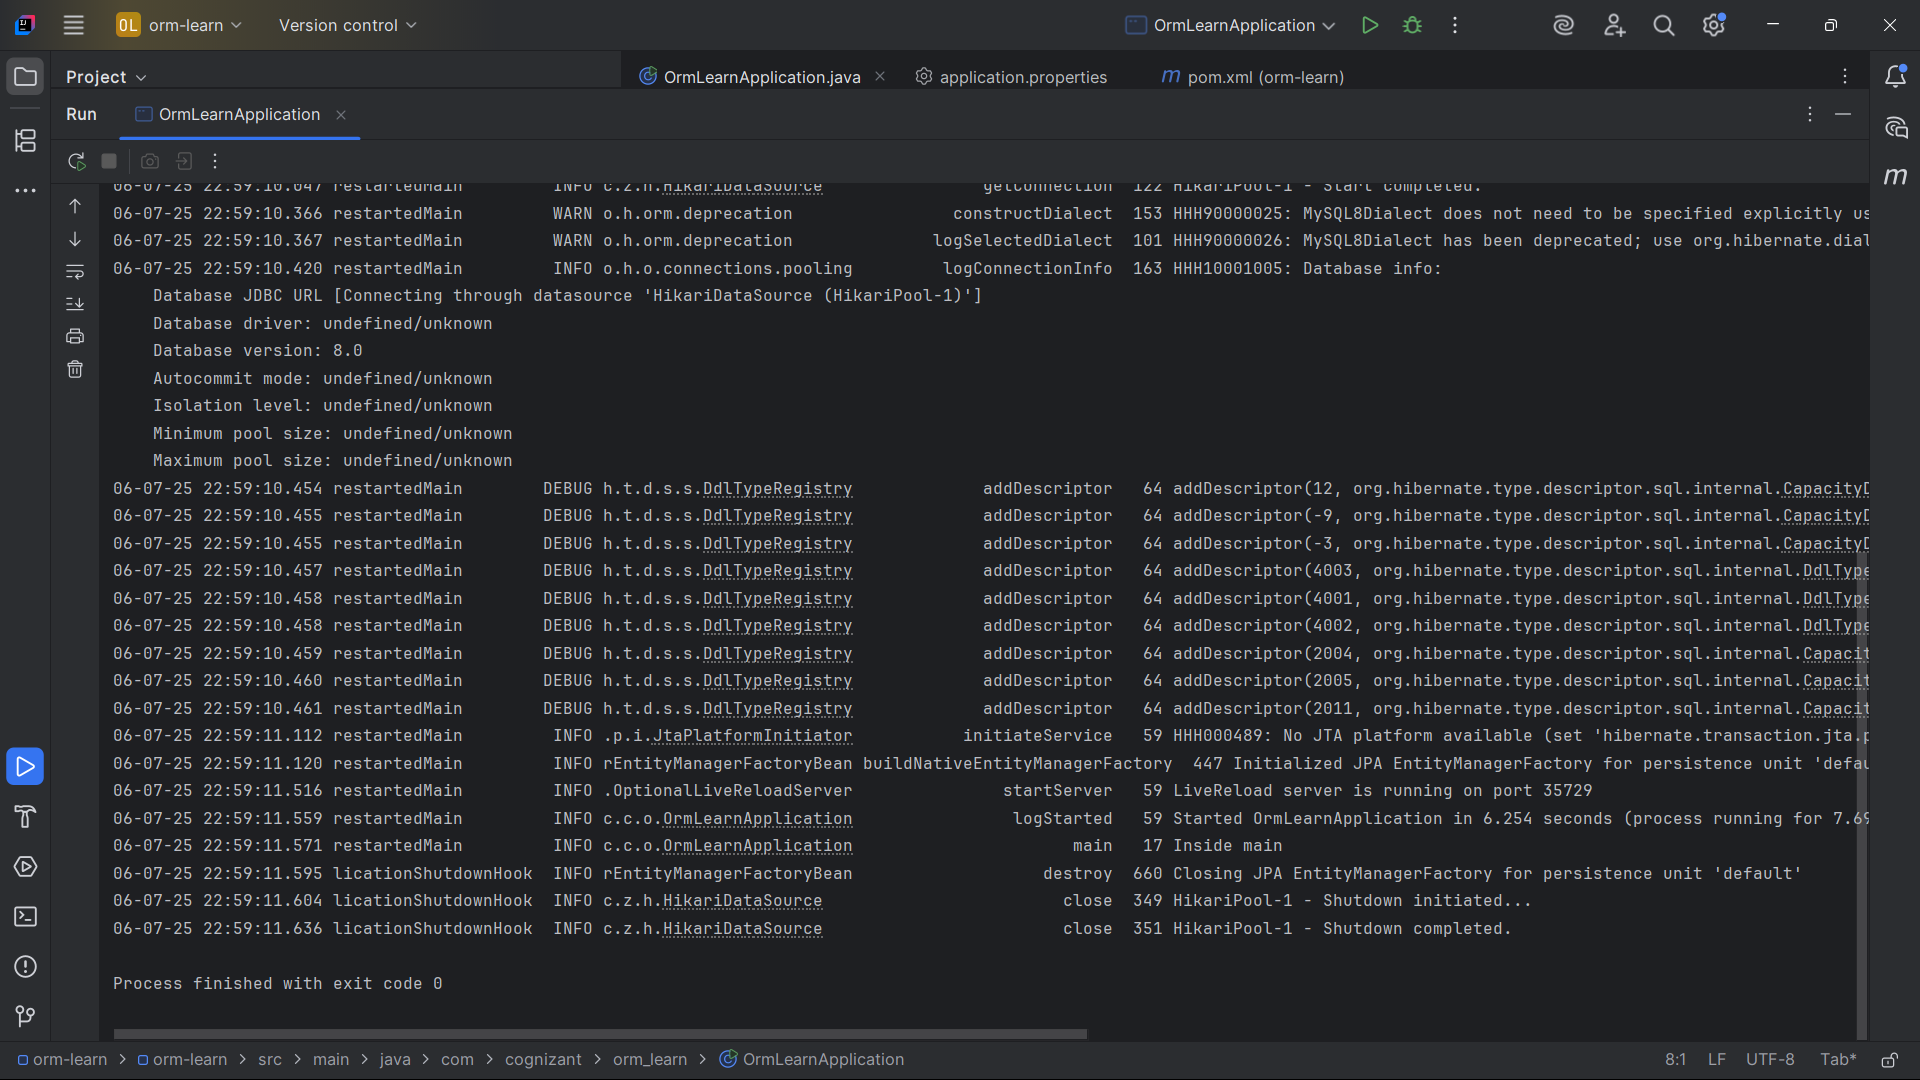 OL orm-learn Version control OrmLearnApplication
Project OrmLearnApplication.java application.properties m pom.xml (orm-learn)
Run OrmLearnApplication
06-07-25 22:59:10.047 restartedMain INFO c.z.h.HikariDataSource getConnection 122 HikariPool-1 - Start completed.
06-07-25 22:59:10.366 restartedMain WARN o.h.orm.deprecation constructDialect 153 HHH90000025: MySQL8Dialect does not need to be specified explicitly us
06-07-25 22:59:10.367 restartedMain WARN o.h.orm.deprecation logSelectedDialect 101 HHH90000026: MySQL8Dialect has been deprecated; use org.hibernate.dial
06-07-25 22:59:10.420 restartedMain INFO o.h.o.connections.pooling logConnectionInfo 163 HHH10001005: Database info:
Database JDBC URL [Connecting through datasource 'HikariDataSource (HikariPool-1)']
Database driver: undefined/unknown
Database version: 8.0
Autocommit mode: undefined/unknown
Isolation level: undefined/unknown
Minimum pool size: undefined/unknown
Maximum pool size: undefined/unknown
06-07-25 22:59:10.454 restartedMain DEBUG h.t.d.s.s.DdlTypeRegistry addDescriptor 64 addDescriptor(12, org.hibernate.type.descriptor.sql.internal.CapacityD
06-07-25 22:59:10.455 restartedMain DEBUG h.t.d.s.s.DdlTypeRegistry addDescriptor 64 addDescriptor(-9, org.hibernate.type.descriptor.sql.internal.CapacityD
06-07-25 22:59:10.455 restartedMain DEBUG h.t.d.s.s.DdlTypeRegistry addDescriptor 64 addDescriptor(-3, org.hibernate.type.descriptor.sql.internal.CapacityD
06-07-25 22:59:10.457 restartedMain DEBUG h.t.d.s.s.DdlTypeRegistry addDescriptor 64 addDescriptor(4003, org.hibernate.type.descriptor.sql.internal.DdlType
06-07-25 22:59:10.458 restartedMain DEBUG h.t.d.s.s.DdlTypeRegistry addDescriptor 64 addDescriptor(4001, org.hibernate.type.descriptor.sql.internal.DdlType
06-07-25 22:59:10.458 restartedMain DEBUG h.t.d.s.s.DdlTypeRegistry addDescriptor 64 addDescriptor(4002, org.hibernate.type.descriptor.sql.internal.DdlType
06-07-25 22:59:10.459 restartedMain DEBUG h.t.d.s.s.DdlTypeRegistry addDescriptor 64 addDescriptor(2004, org.hibernate.type.descriptor.sql.internal.Capacit
06-07-25 22:59:10.460 restartedMain DEBUG h.t.d.s.s.DdlTypeRegistry addDescriptor 64 addDescriptor(2005, org.hibernate.type.descriptor.sql.internal.Capacit
06-07-25 22:59:10.461 restartedMain DEBUG h.t.d.s.s.DdlTypeRegistry addDescriptor 64 addDescriptor(2011, org.hibernate.type.descriptor.sql.internal.Capacit
06-07-25 22:59:11.112 restartedMain INFO .p.i.JtaPlatformInitiator initiateService 59 HHH000489: No JTA platform available (set 'hibernate.transaction.jta.p
06-07-25 22:59:11.120 restartedMain INFO rEntityManagerFactoryBean buildNativeEntityManagerFactory 447 Initialized JPA EntityManagerFactory for persistence unit 'defau
06-07-25 22:59:11.516 restartedMain INFO .OptionalLiveReloadServer startServer 59 LiveReload server is running on port 35729
06-07-25 22:59:11.559 restartedMain INFO c.c.o.OrmLearnApplication logStarted 59 Started OrmLearnApplication in 6.254 seconds (process running for 7.69
06-07-25 22:59:11.571 restartedMain INFO c.c.o.OrmLearnApplication main 17 Inside main
06-07-25 22:59:11.595 licationShutdownHook INFO rEntityManagerFactoryBean destroy 660 Closing JPA EntityManagerFactory for persistence unit 'default'
06-07-25 22:59:11.604 licationShutdownHook INFO c.z.h.HikariDataSource close 349 HikariPool-1 - Shutdown initiated...
06-07-25 22:59:11.636 licationShutdownHook INFO c.z.h.HikariDataSource close 351 HikariPool-1 - Shutdown completed.
Process finished with exit code 0
orm-learn > orm-learn > src > main > java > com > cognizant > orm_learn > OrmLearnApplication 8:1 LF UTF-8 Tab*